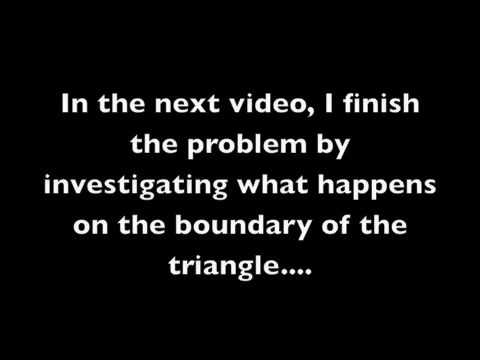 In the next video, I finish
the problem by
investigating what happens
on the boundary of the
triangle....